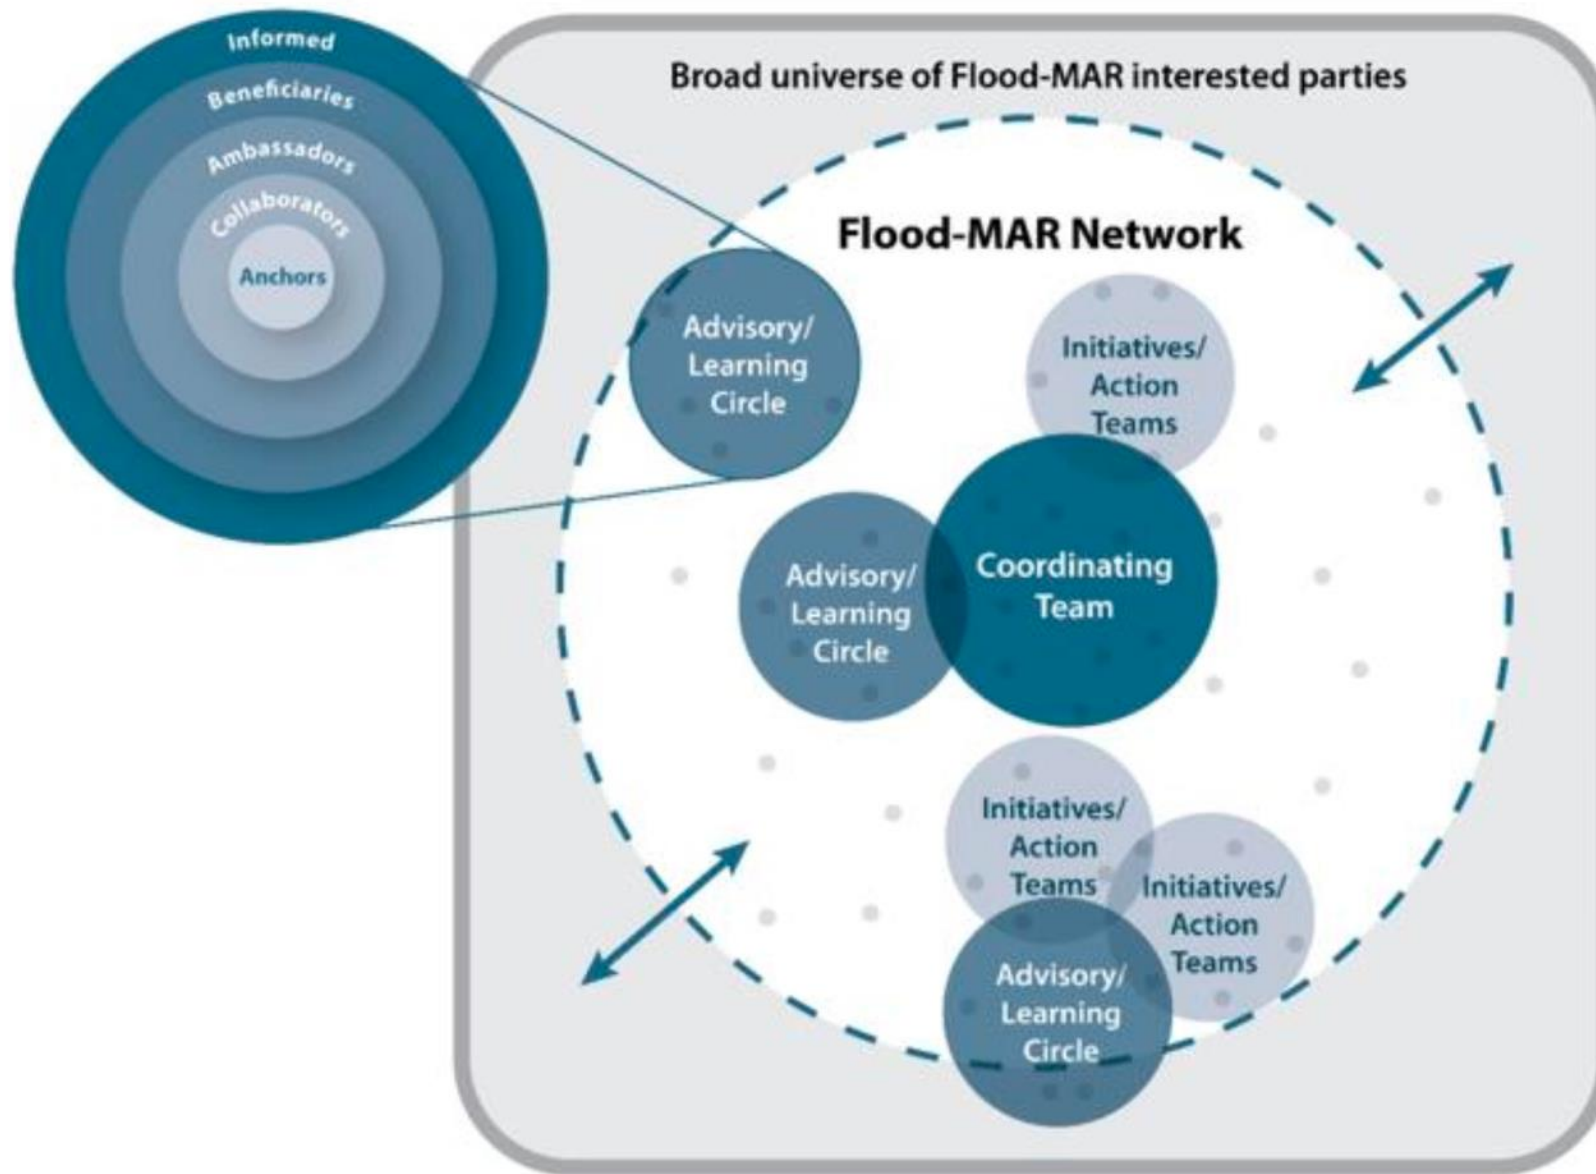 Informed
Beneficiaries
Ambassadors
Collaborators
Anchors
Broad universe of Flood-MAR interested parties
Flood-MAR Network
Advisory/
Learning
Circle
Initiatives/
Action
Teams
Advisory/
Learning
Circle
Coordinating
Team
Initiatives/
Action
Teams
Initiatives/
Action
Teams
Advisory/
Learning
Circle